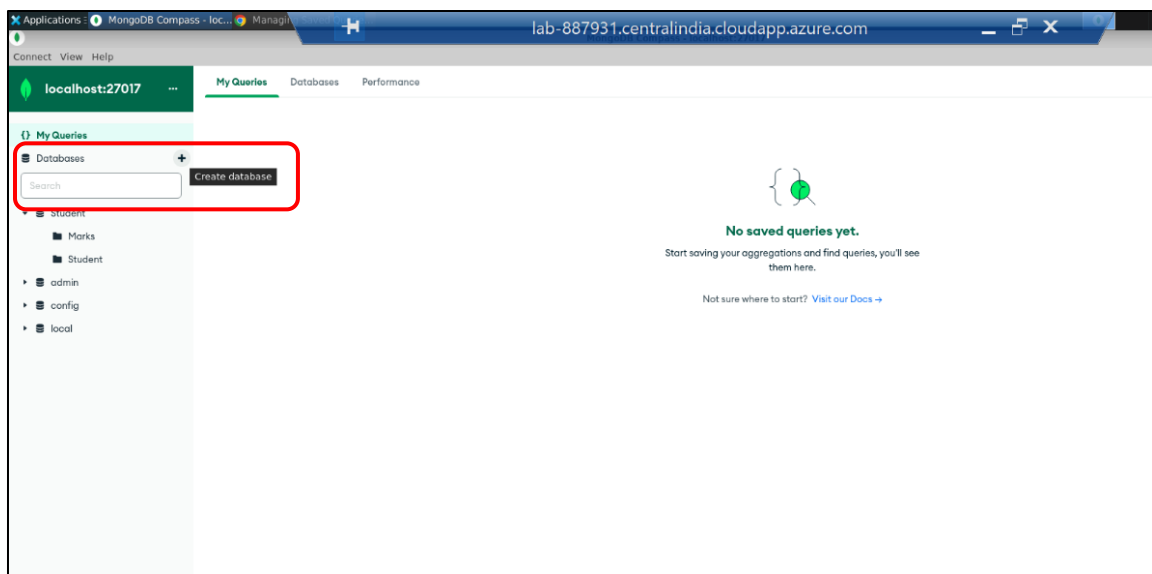 Applications : MongoDB Compass - loc... Managi
lab-887931.centralindia.cloudapp.azure.com
Connect View Help
localhost:27017 ...
My Queries Databases Performance
{} My Queries
Databases +
Create database
Search
Student
Marks
Student
admin
config
local
No saved queries yet.
Start saving your aggregations and find queries, you'll see
them here.
Not sure where to start? Visit our Docs →